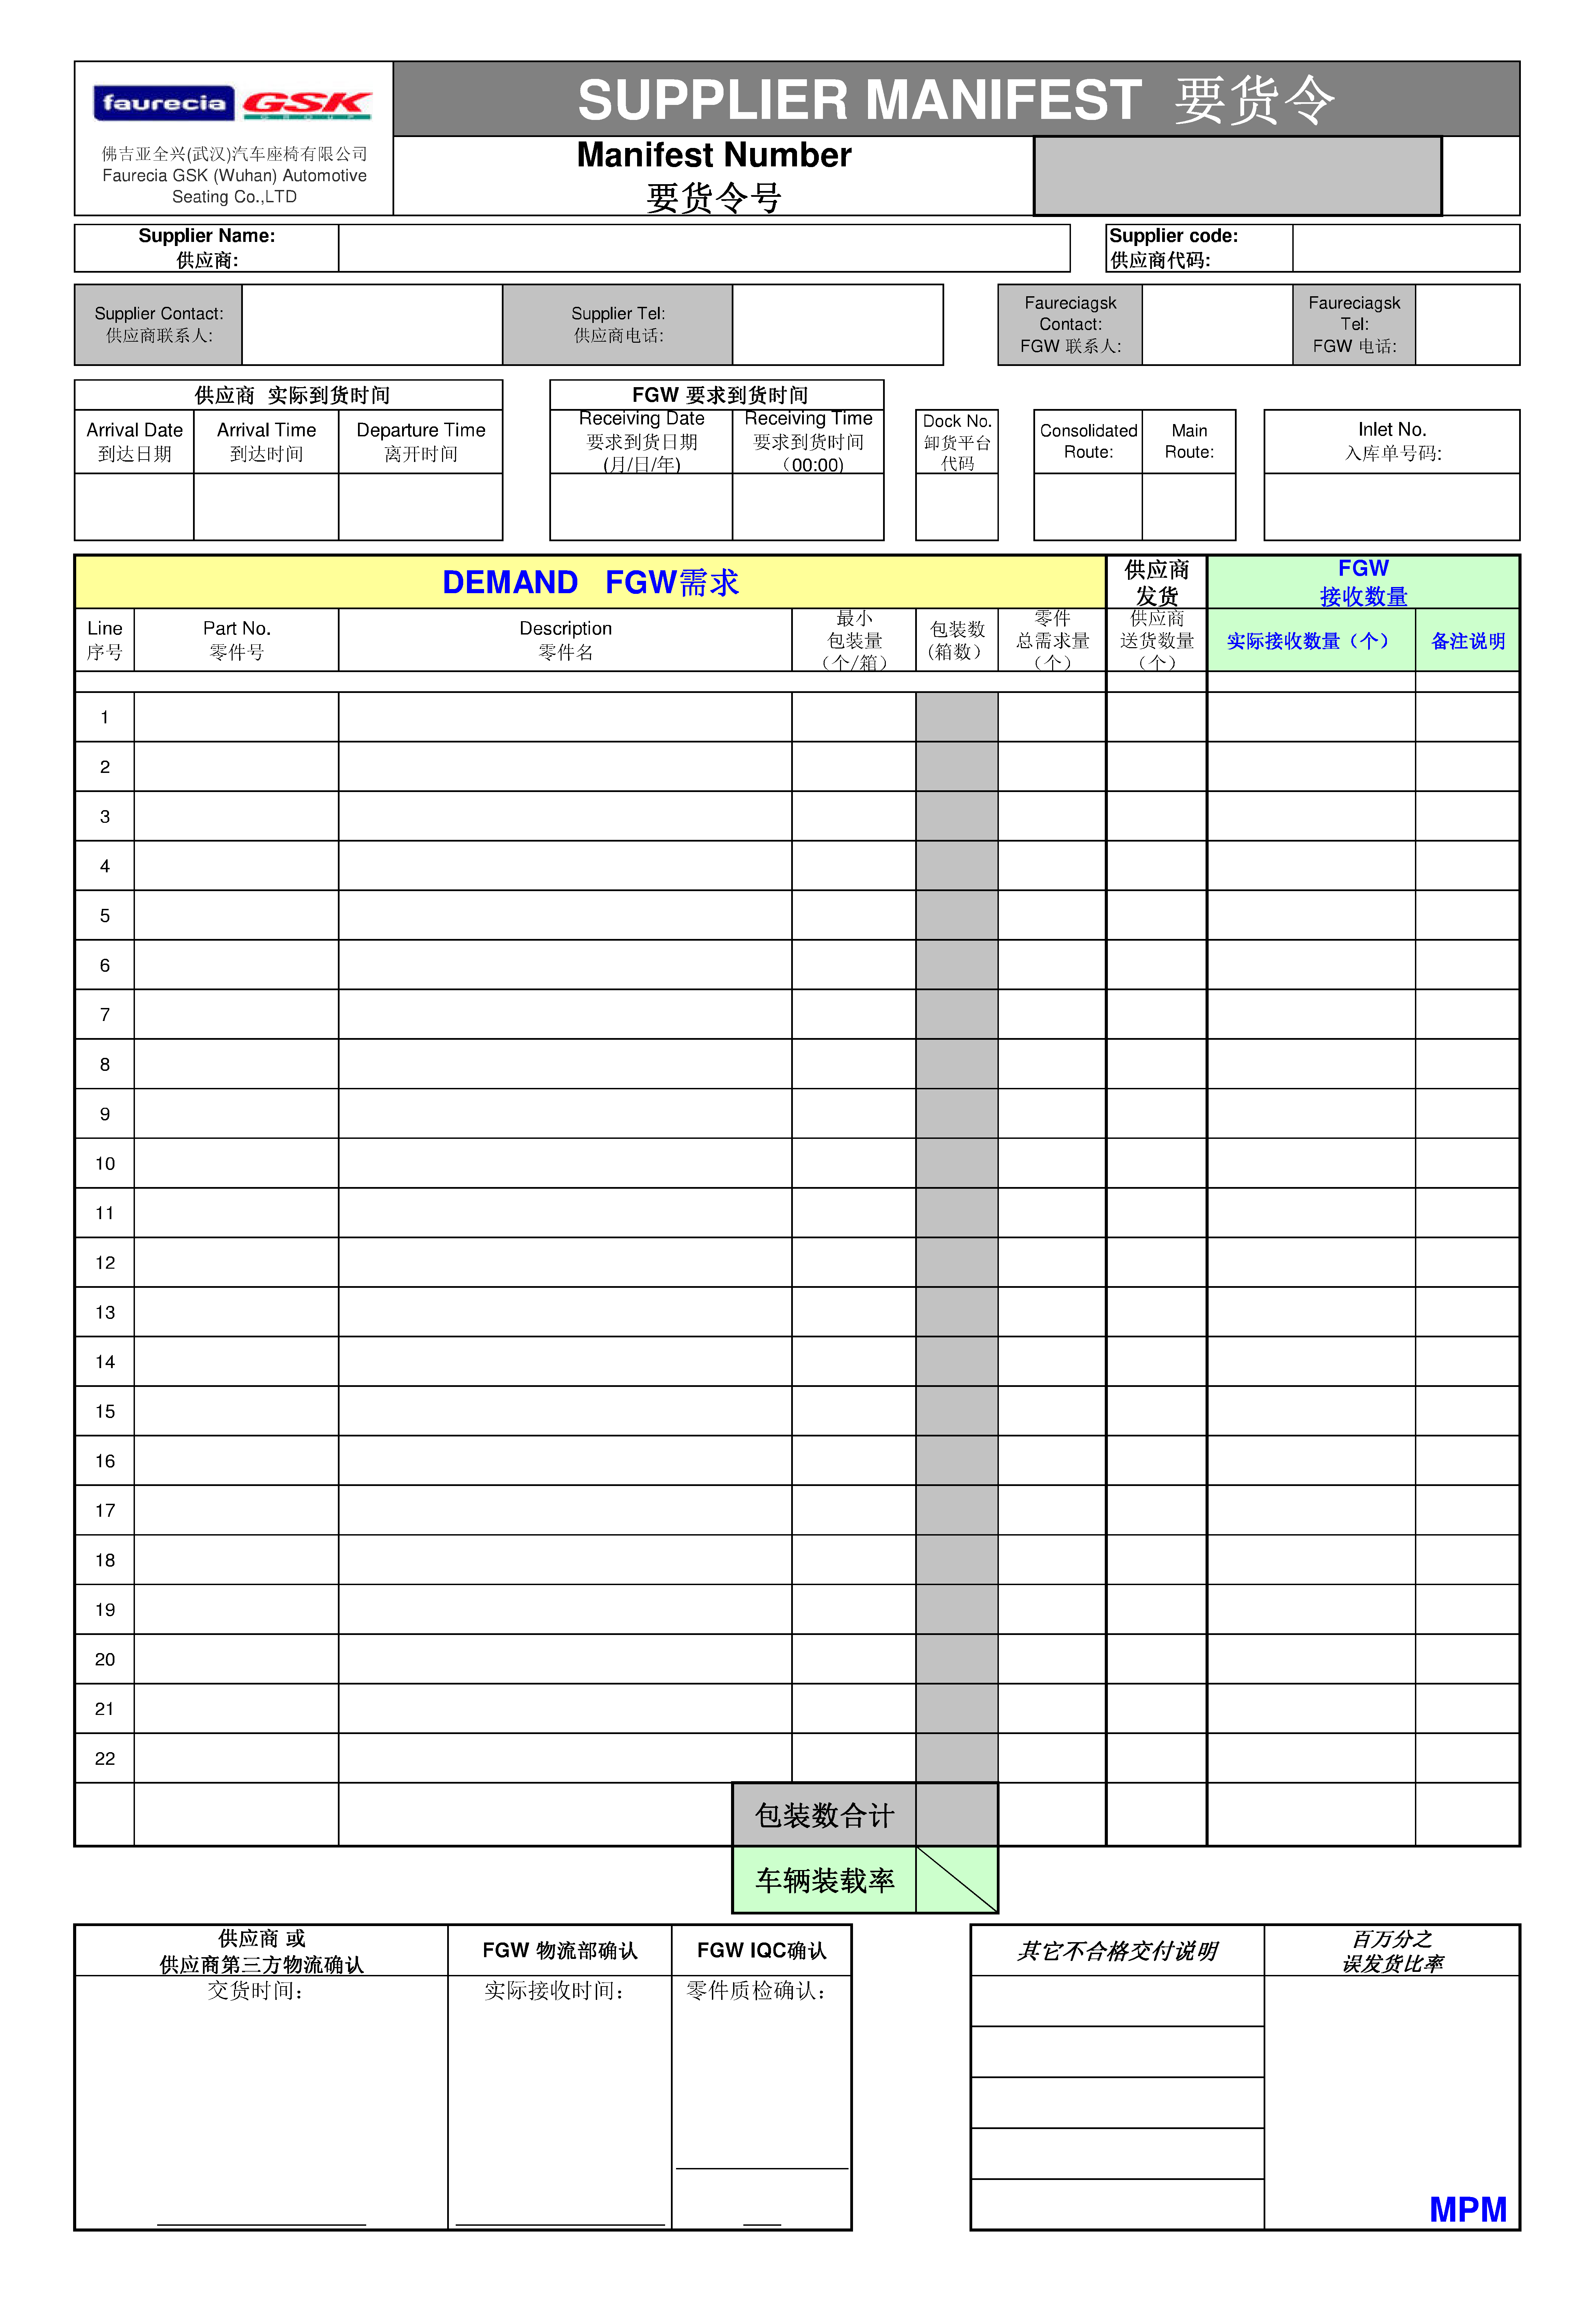 faurecia GSK
GROUP
佛吉亚全兴(武汉)汽车座椅有限公司
Faurecia GSK (Wuhan) Automotive
Seating Co.,LTD
SUPPLIER MANIFEST 要货令
Manifest Number
要货令号
Supplier Name:
供应商:
Supplier code:
供应商代码:
Supplier Contact:
供应商联系人:
Supplier Tel:
供应商电话:
Faureciagsk
Contact:
FGW 联系人:
Faureciagsk
Tel:
FGW 电话:
供应商 实际到货时间
Arrival Date
到达日期
Arrival Time
到达时间
Departure Time
离开时间
FGW 要求到货时间
Receiving Date
要求到货日期
(月/日/年)
Receiving Time
要求到货时间
（00:00)
Dock No.
卸货平台
代码
Consolidated
Route:
Main
Route:
Inlet No.
入库单号码:
DEMAND FGW需求
供应商
发货
FGW
接收数量
Line
序号
Part No.
零件号
Description
零件名
最小
包装量
（个/箱）
包装数
(箱数）
零件
总需求量
（个）
供应商
送货数量
（个）
实际接收数量（个）
备注说明
1
2
3
4
5
6
7
8
9
10
11
12
13
14
15
16
17
18
19
20
21
22
包装数合计
车辆装载率
供应商 或
供应商第三方物流确认
FGW 物流部确认
FGW IQC确认
交货时间：
实际接收时间：
零件质检确认：
其它不合格交付说明
百万分之
误发货比率
MPM